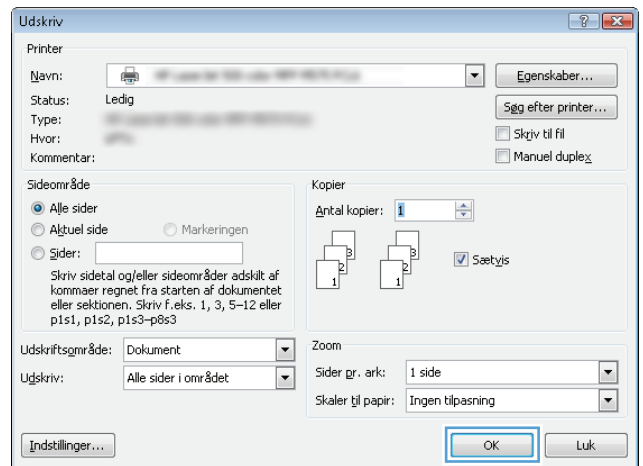 Udskriv
Printer
Navn:
Egenskaber...
Status: Ledig
Søg efter printer...
Type:
Hvor:
Skriv til fil
Kommentar:
Manuel duplex
Sideområde
Alle sider
Aktuel side Markeringen
Sider:
Skriv sidetal og/eller sideområder adskilt af
kommaer regnet fra starten af dokumentet
eller sektionen. Skriv f.eks. 1, 3, 5–12 eller
p1s1, p1s2, p1s3–p8s3
Kopier
Antal kopier: 1
3 3
2 2
1 1
Sætvis
Udskriftsområde: Dokument
Udskriv: Alle sider i området
Zoom
Sider pr. ark: 1 side
Skaler til papir: Ingen tilpasning
Indstillinger...
OK
Luk